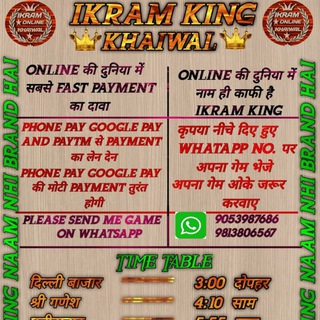 IKRAM KING
KHAIWAL
IKRAM
ONLINE
KHAIWAL
IKRAM
ONLINE
KHAIWAL
ONLINE की दुनिया में
सबसे FAST PAYMENT
का दावा
ONLINE की दुनिया में
नाम ही काफी है
IKRAM KING
PHONE PAY GOOGLE PAY
AND PAYTM से PAYMENT
का लेन देन
PHONE PAY GOOGLE PAY
की मोटी PAYMENT तुरंत
होगी
कृपया नीचे दिए हुए
WHATAPP NO. पर
अपना गेम भेजे
अपना गेम ओके जरूर
करवाए
PLEASE SEND ME GAME
ON WHATSAPP
9053987686
9813806567
KING NAAM NHI BRAND HAI
KING NAAM NHI BRAND HAI
TIME TABLE
दिल्ली बाजार 3:00 दोपहर
श्री गणेश 4:10 साम